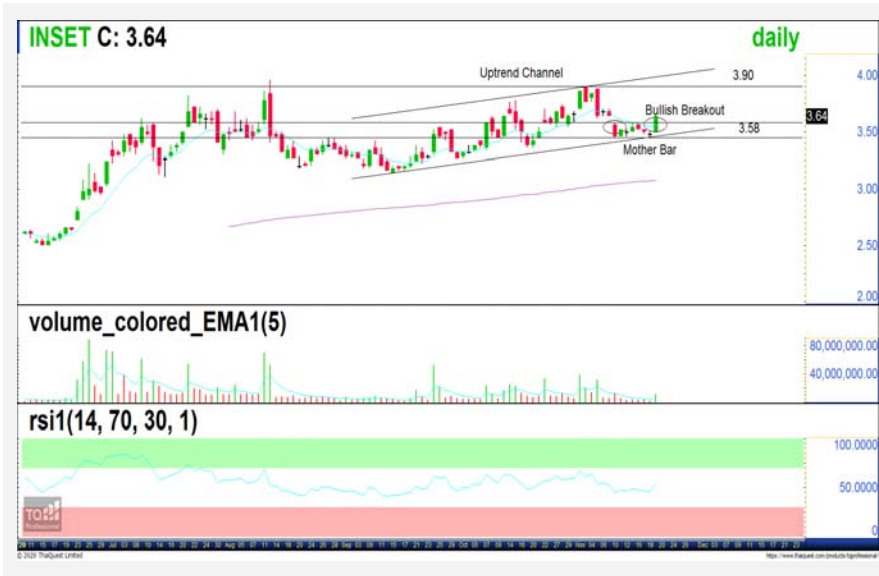 INSET C: 3.64
daily
Uptrend Channel
3.90
4.00
Bullish Breakout
3.64
3.58
3.50
Mother Bar
3.00
2.50
2.00
volume_colored_EMA1(5)
80,000,000.00
40,000,000.00
rsi1(14, 70, 30, 1)
100.0000
50.0000
0
TQ
Professional
© 2020 ThaiQuest Limited